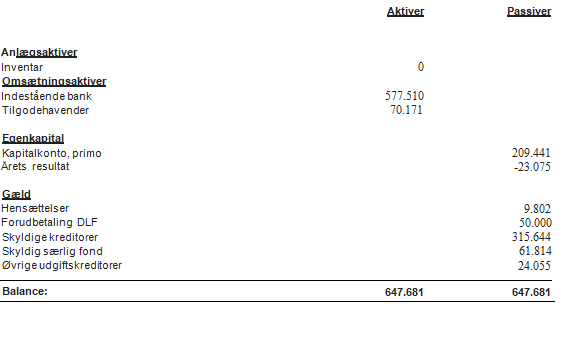 Aktiver Passiver
Anlægsaktiver
Inventar 0
Omsætningsaktiver
Indestående bank 577.510
Tilgodehavender 70.171
Egenkapital
Kapitalkonto, primo 209.441
Årets resultat -23.075
Gæld
Hensættelser 9.802
Forudbetaling DLF 50.000
Skyldige kreditorer 315.644
Skyldig særlig fond 61.814
Øvrige udgiftskreditorer 24.055
Balance: 647.681 647.681